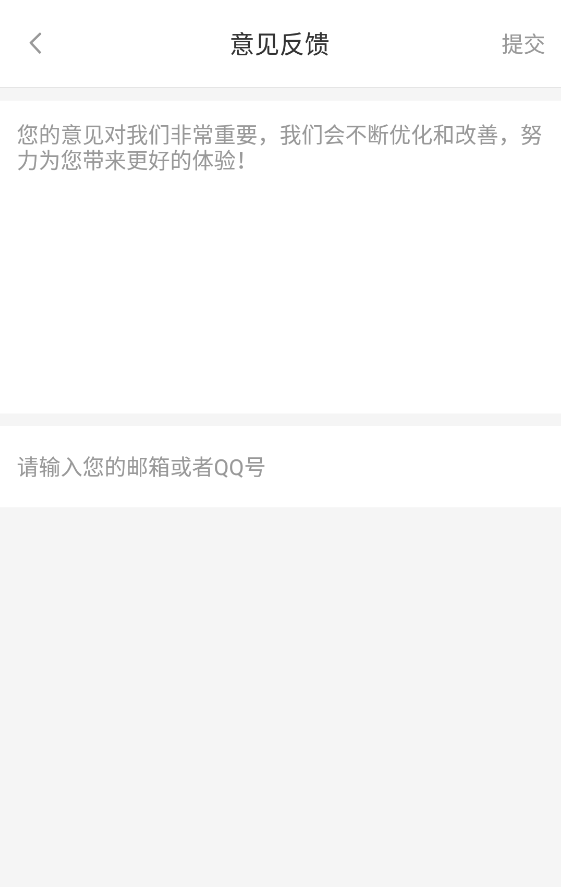 意见反馈
提交
您的意见对我们非常重要，我们会不断优化和改善，努
力为您带来更好的体验！
请输入您的邮箱或者QQ号